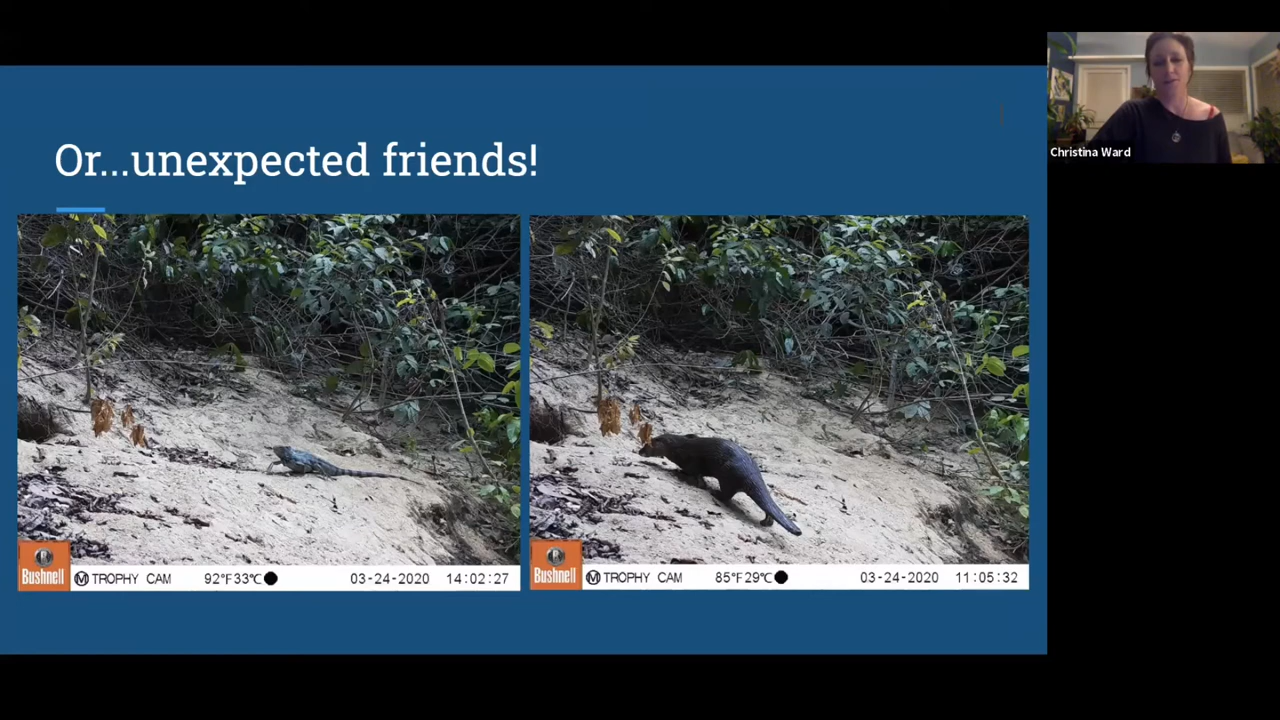 Or...unexpected friends!
Christina Ward
Bushnell
M TROPHY CAM 92°F33°C 03-24-2020 14:02:27
Bushnell
M TROPHY CAM 85°F29°C 03-24-2020 11:05:32